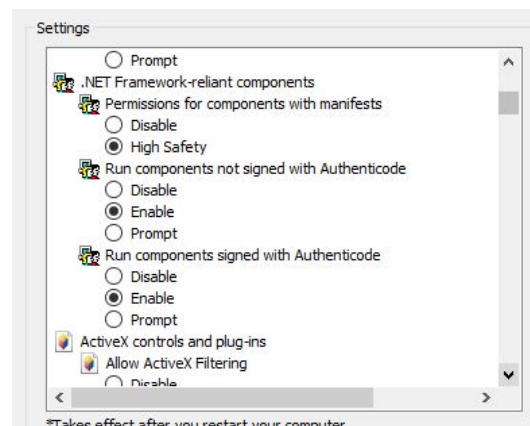 Settings
Prompt
.NET Framework-reliant components
Permissions for components with manifests
Disable
High Safety
Run components not signed with Authenticode
Disable
Enable
Prompt
Run components signed with Authenticode
Disable
Enable
Prompt
ActiveX controls and plug-ins
Allow ActiveX Filtering
Disable
*Takes effect after you restart your computer